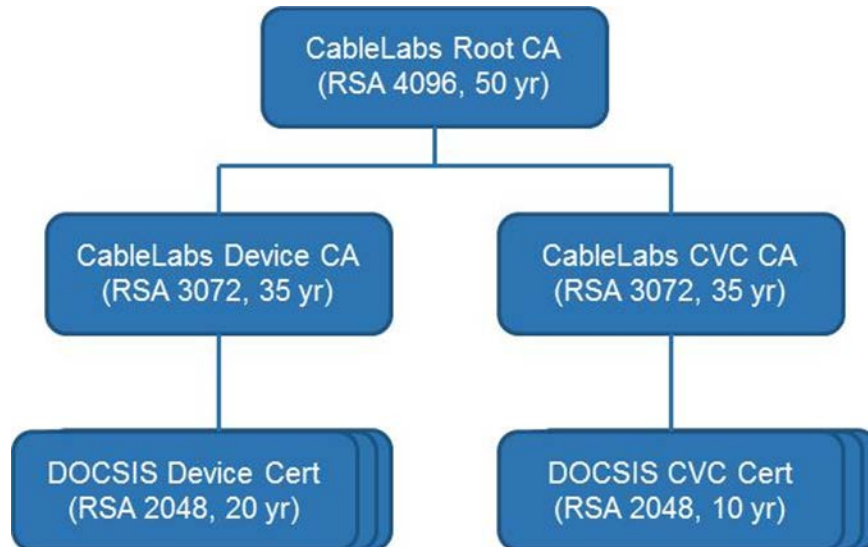 CableLabs Root CA
(RSA 4096, 50 yr)
CableLabs Device CA
(RSA 3072, 35 yr)
CableLabs CVC CA
(RSA 3072, 35 yr)
DOCSIS Device Cert
(RSA 2048, 20 yr)
DOCSIS CVC Cert
(RSA 2048, 10 yr)